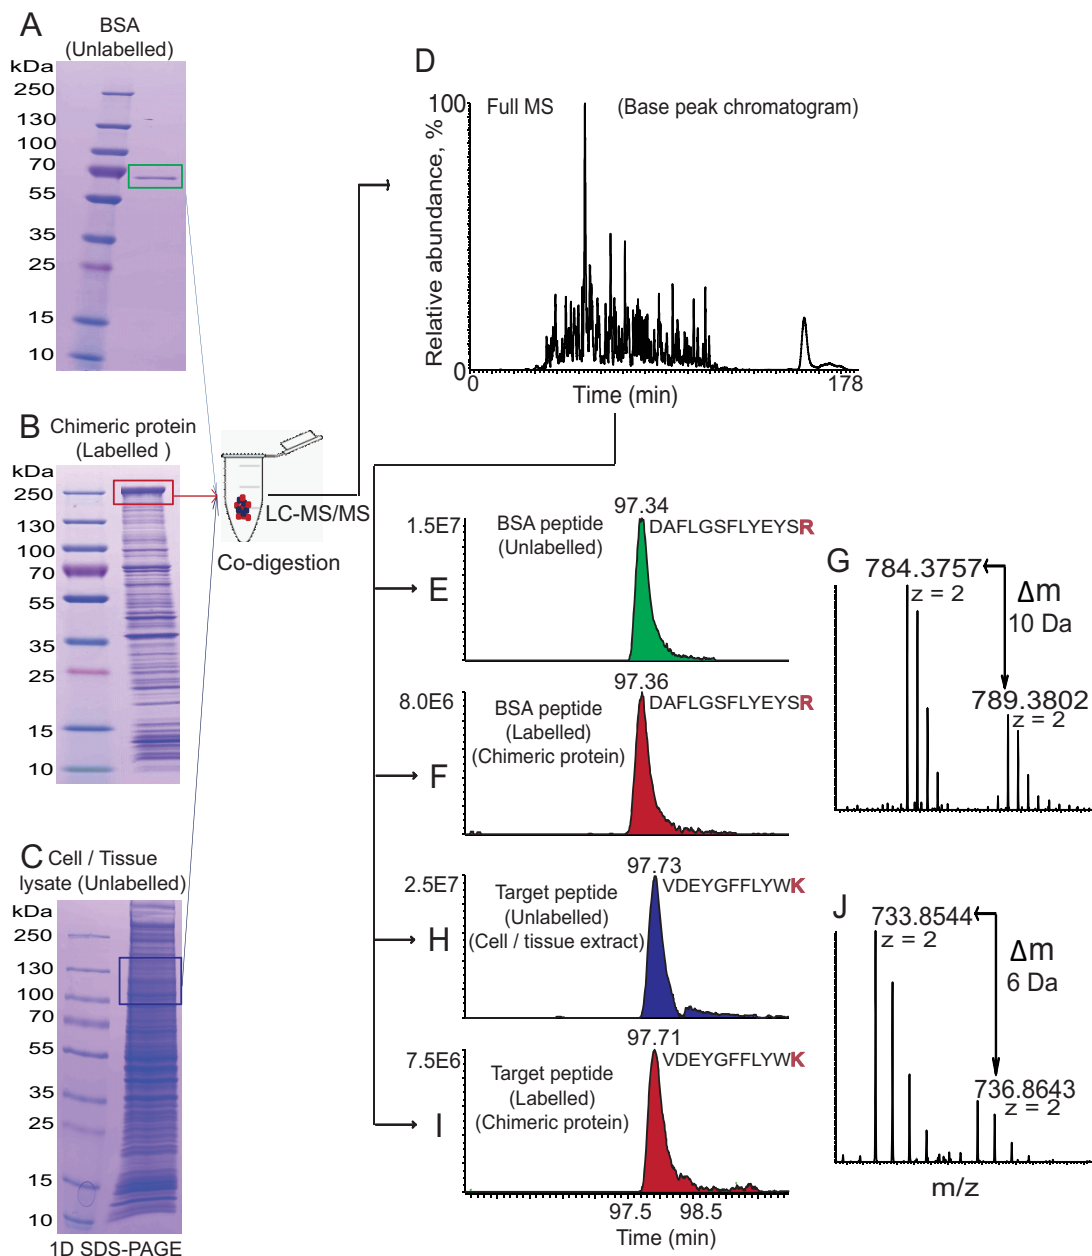 A
BSA
(Unlabelled)
kDa
250
130
100
70
55
35
25
15
10
B
Chimeric protein
(Labelled )
kDa
250
130
100
70
55
35
25
15
10
C
Cell / Tissue
lysate (Unlabelled)
kDa
250
130
100
70
55
35
25
15
10
1D SDS-PAGE
LC-MS/MS
Co-digestion
D
Full MS
(Base peak chromatogram)
100
Relative abundance, %
0
0
178
Time (min)
E
1.5E7
BSA peptide
(Unlabelled)
97.34
DAFLGSFLYEYSR
F
8.0E6
BSA peptide
(Labelled)
(Chimeric protein)
97.36
DAFLGSFLYEYSR
G
784.3757
z = 2
Δm
10 Da
789.3802
z = 2
H
2.5E7
Target peptide
(Unlabelled)
(Cell / tissue extract)
97.73
VDEYGFFLYWK
I
7.5E6
Target peptide
(Labelled)
(Chimeric protein)
97.71
VDEYGFFLYWK
97.5
98.5
Time (min)
J
733.8544
z = 2
Δm
6 Da
736.8643
z = 2
m/z